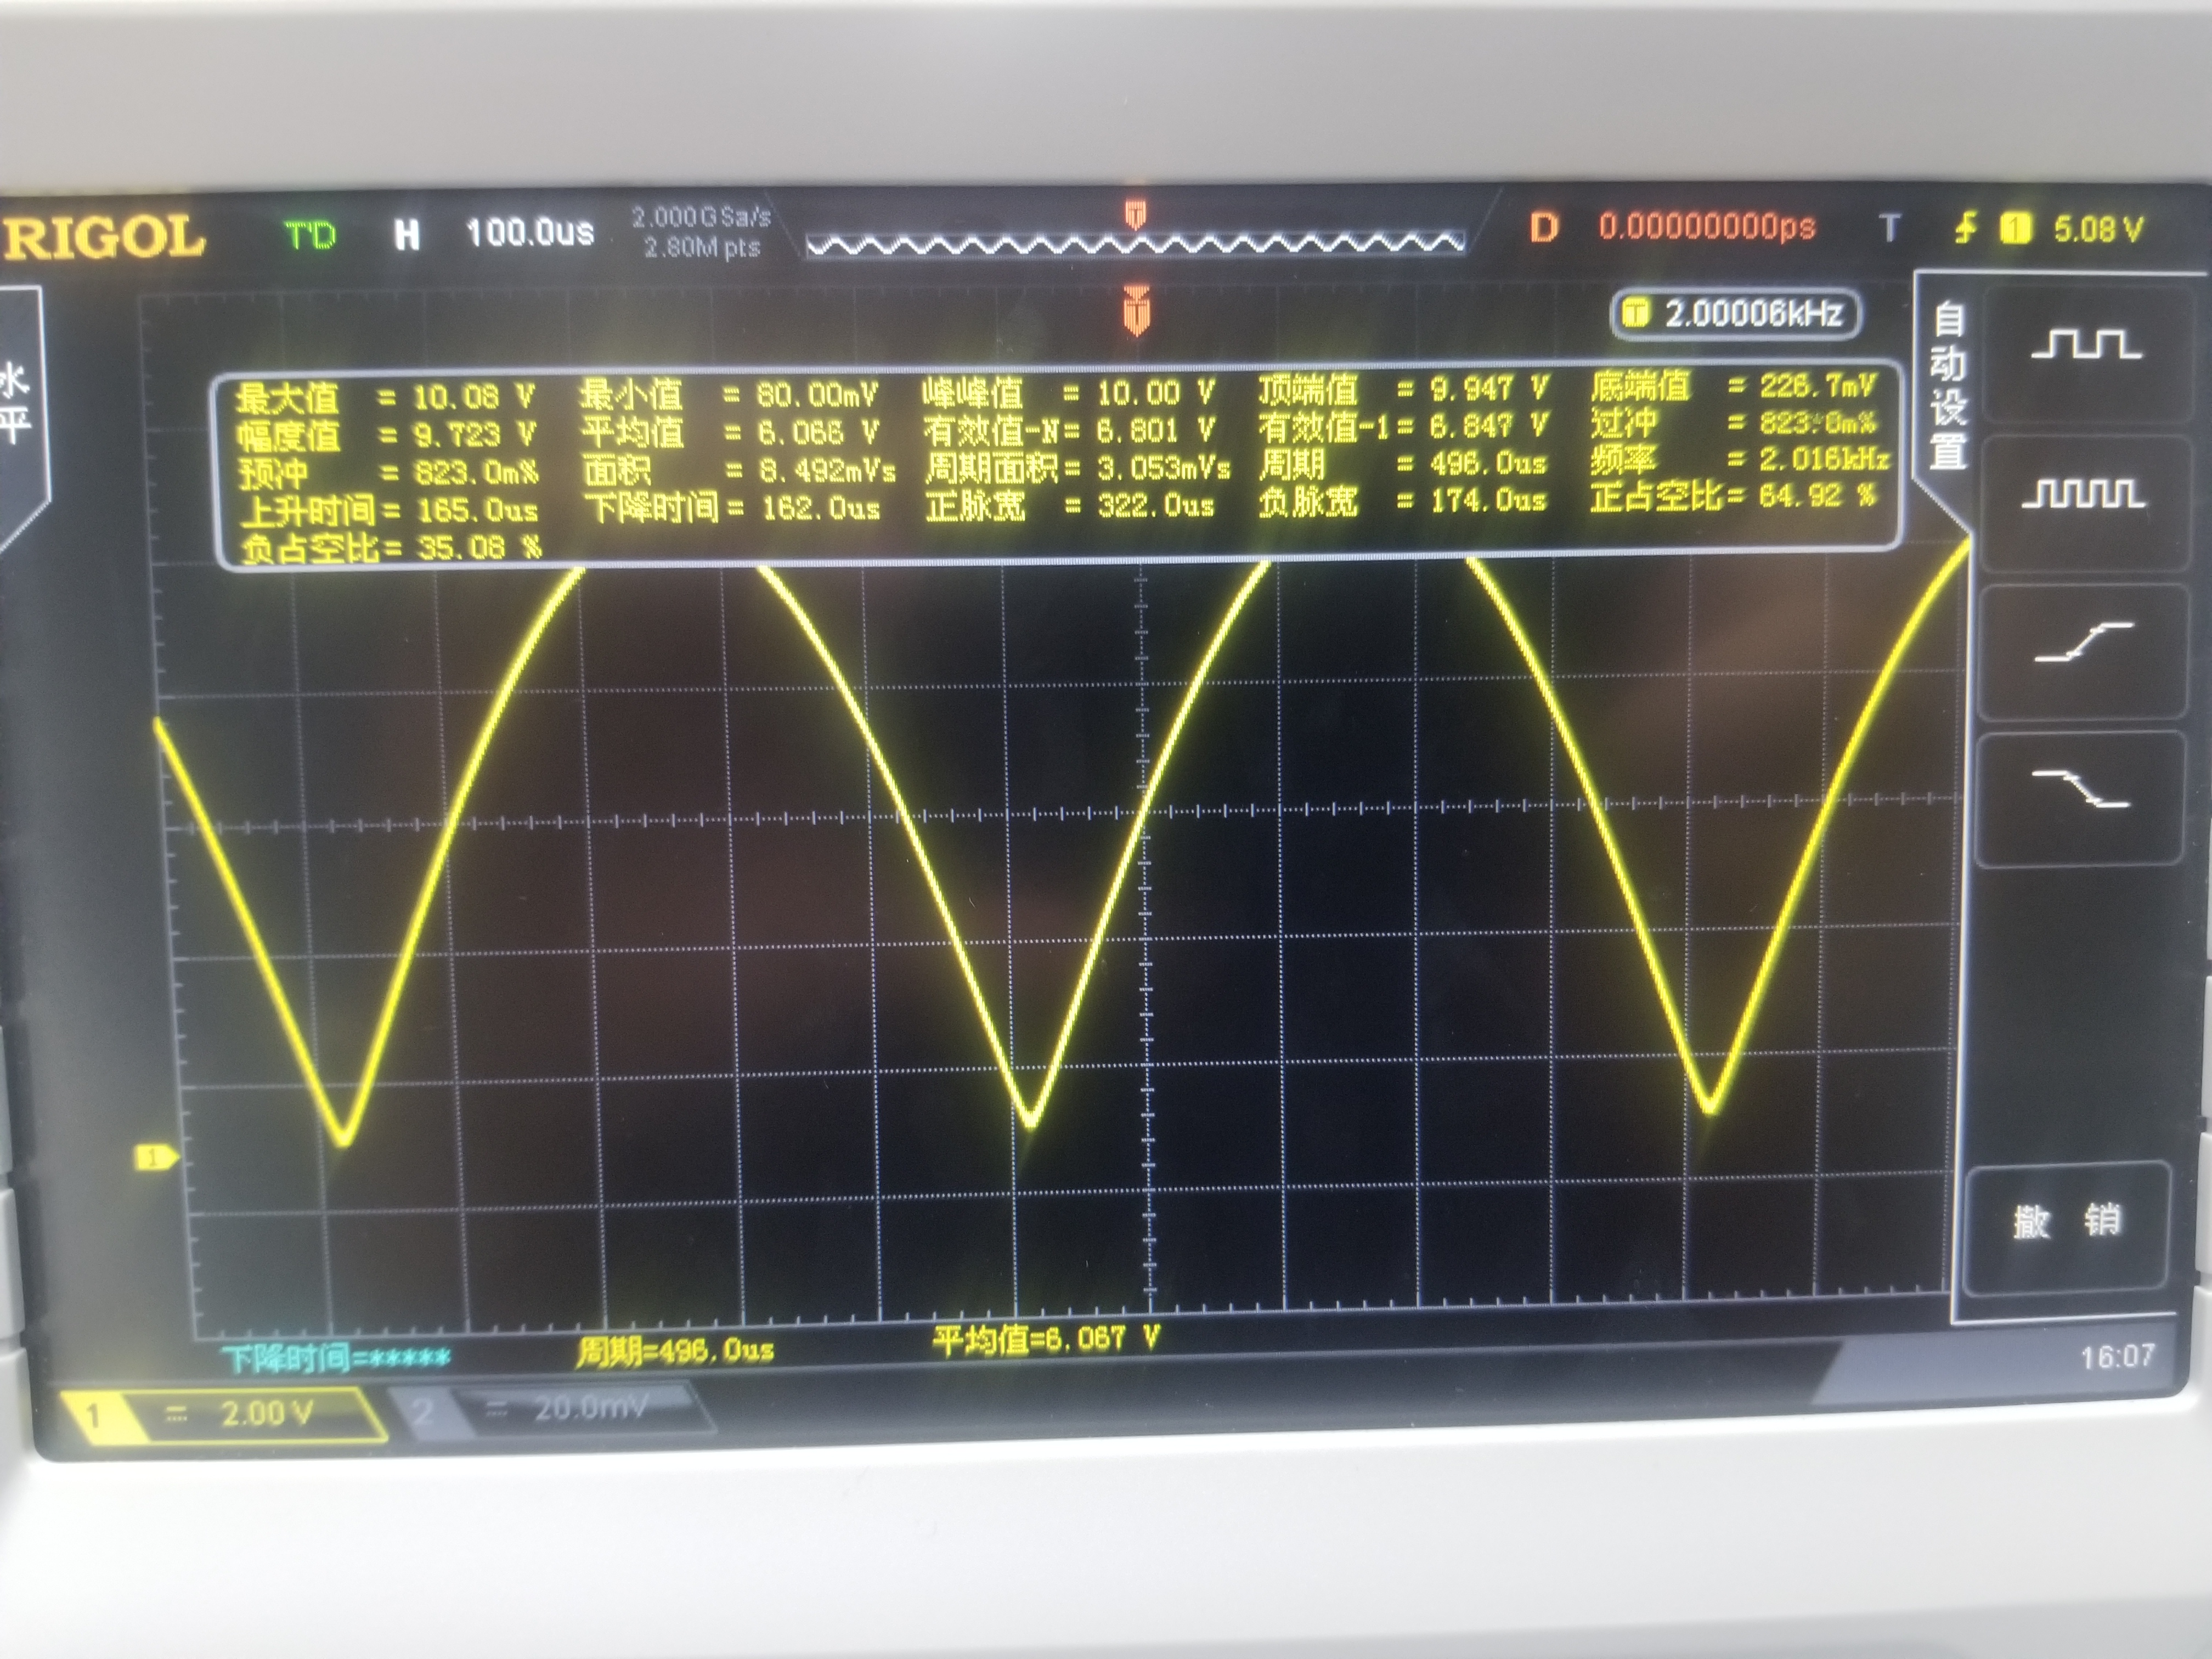 RIGOL T'D H 100.0us 2.000GSa/s 2.80M pts D 0.00000000ps T 1 5.08 V
T 2.00006kHz
水平
自动设置
最大值 = 10.08 V 最小值 = 80.00mV 峰峰值 = 10.00 V 顶端值 = 9.947 V 底端值 = 226.7mV
幅度值 = 9.723 V 平均值 = 6.066 V 有效值-N= 6.801 V 有效值-1= 6.847 V 过冲 = 823.0m%
预冲 = 823.0m% 面积 = 8.492mVs 周期面积= 3.053mVs 周期 = 496.0us 频率 = 2.016kHz
上升时间= 165.0us 下降时间= 162.0us 正脉宽 = 322.0us 负脉宽 = 174.0us 正占空比= 64.92 %
负占空比= 35.08 %
1
撤 销
下降时间=***** 周期=496.0us 平均值=6.067 V
16:07
1 2.00 V 2 20.0mV